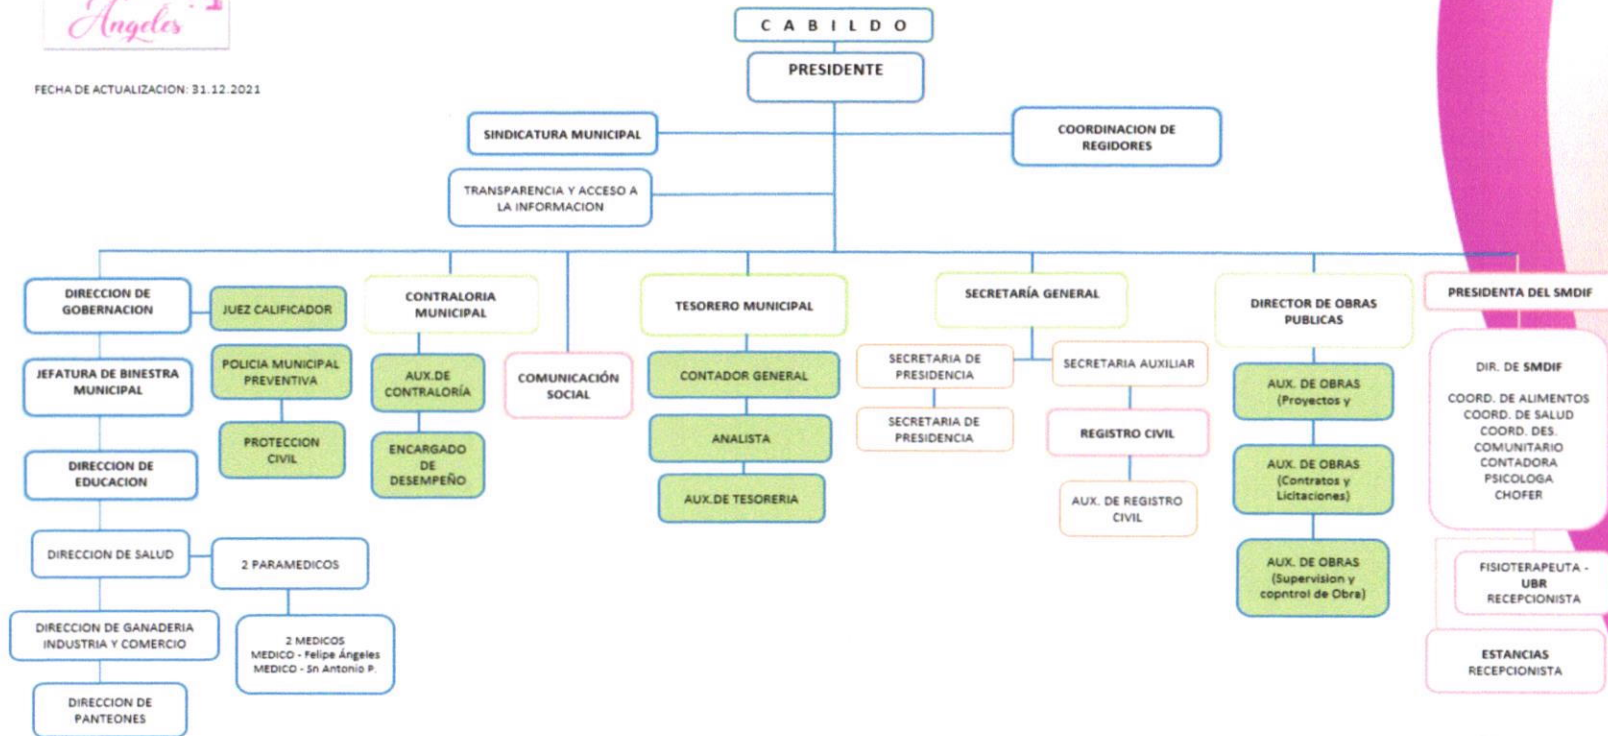 Ángeles
FECHA DE ACTUALIZACION: 31.12.2021
C A B I L D O
PRESIDENTE
SINDICATURA MUNICIPAL
COORDINACION DE
REGIDORES
TRANSPARENCIA Y ACCESO A
LA INFORMACION
DIRECCION DE
GOBERNACION
JUEZ CALIFICADOR
POLICIA MUNICIPAL
PREVENTIVA
PROTECCION
CIVIL
JEFATURA DE BINESTRA
MUNICIPAL
DIRECCION DE
EDUCACION
DIRECCION DE SALUD
2 PARAMEDICOS
2 MEDICOS
MEDICO - Felipe Ángeles
MEDICO - Sn Antonio P.
DIRECCION DE GANADERIA
INDUSTRIA Y COMERCIO
DIRECCION DE
PANTEONES
CONTRALORIA
MUNICIPAL
AUX.DE
CONTRALORÍA
ENCARGADO
DE
DESEMPEÑO
COMUNICACIÓN
SOCIAL
TESORERO MUNICIPAL
CONTADOR GENERAL
ANALISTA
AUX.DE TESORERIA
SECRETARÍA GENERAL
SECRETARIA DE
PRESIDENCIA
SECRETARIA DE
PRESIDENCIA
SECRETARIA AUXILIAR
REGISTRO CIVIL
AUX. DE REGISTRO
CIVIL
DIRECTOR DE OBRAS
PUBLICAS
AUX. DE OBRAS
(Proyectos y
AUX. DE OBRAS
(Contratos y
Licitaciones)
AUX. DE OBRAS
(Supervision y
copntrol de Obra)
PRESIDENTA DEL SMDIF
DIR. DE SMDIF
COORD. DE ALIMENTOS
COORD. DE SALUD
COORD. DES.
COMUNITARIO
CONTADORA
PSICOLOGA
CHOFER
FISIOTERAPEUTA -
UBR
RECEPCIONISTA
ESTANCIAS
RECEPCIONISTA